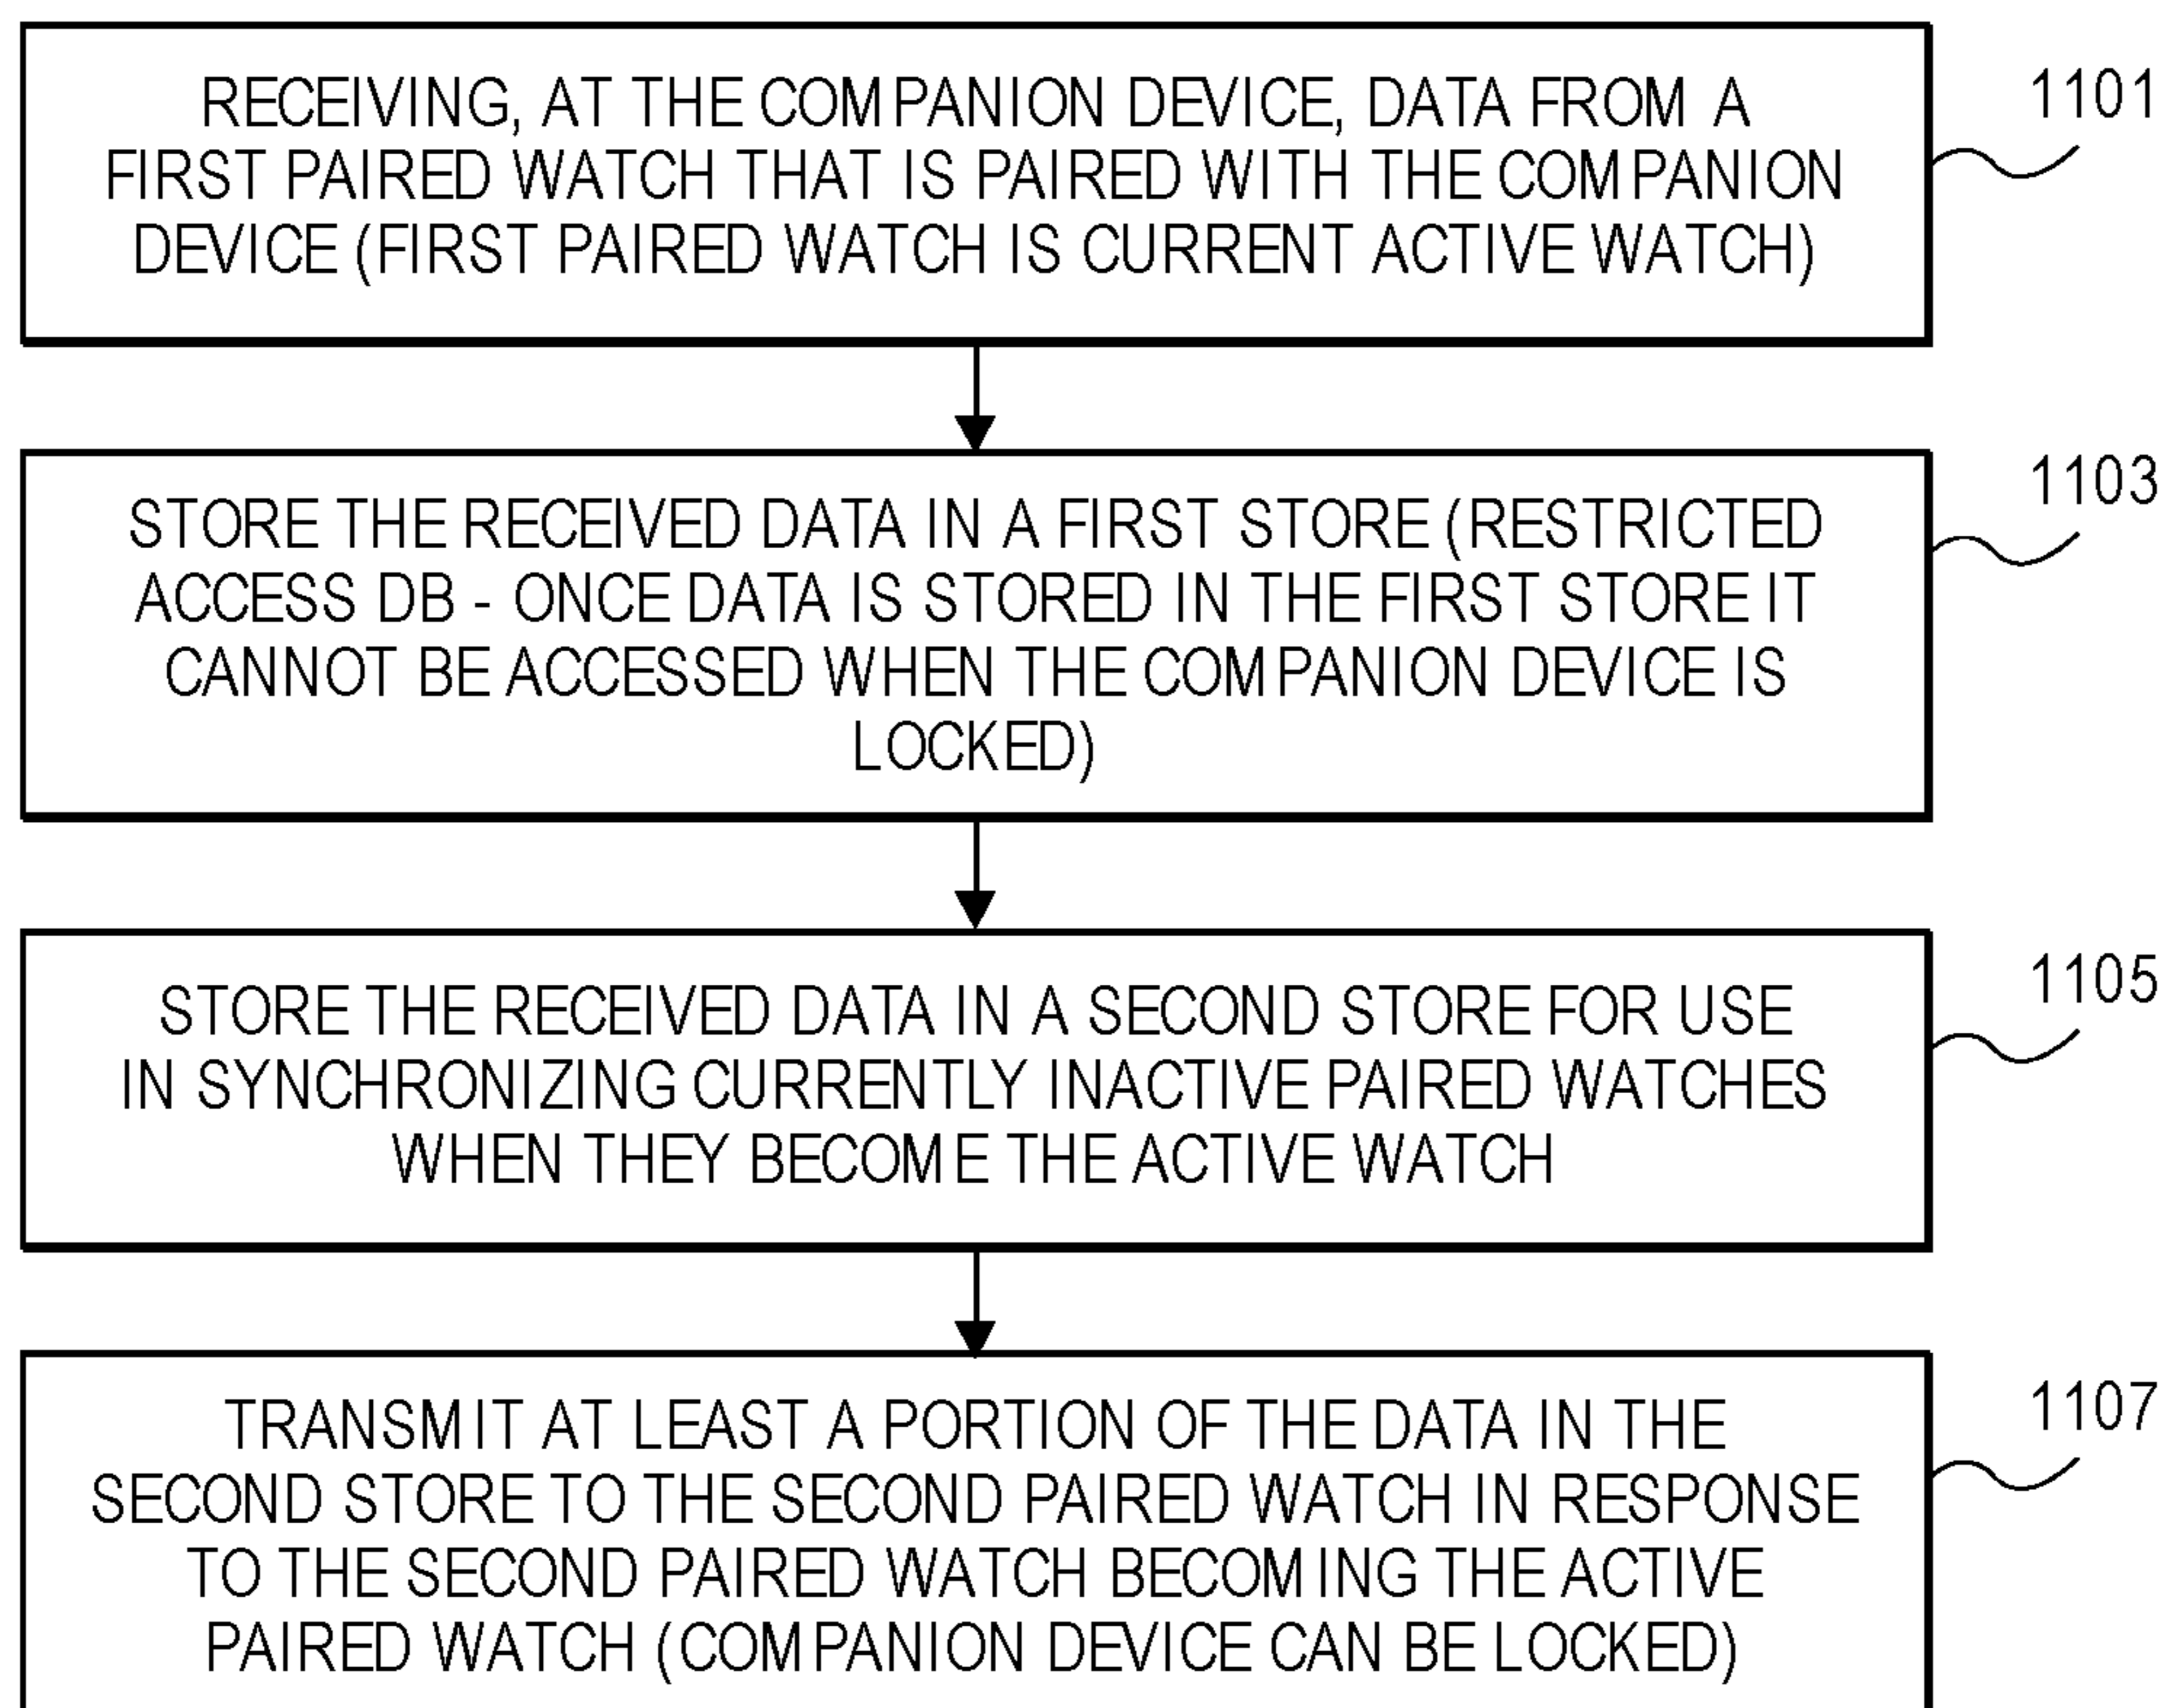 RECEIVING, AT THE COMPANION DEVICE, DATA FROM A
FIRST PAIRED WATCH THAT IS PAIRED WITH THE COMPANION
DEVICE (FIRST PAIRED WATCH IS CURRENT ACTIVE WATCH)
1101
STORE THE RECEIVED DATA IN A FIRST STORE (RESTRICTED
ACCESS DB - ONCE DATA IS STORED IN THE FIRST STORE IT
CANNOT BE ACCESSED WHEN THE COMPANION DEVICE IS
LOCKED)
1103
STORE THE RECEIVED DATA IN A SECOND STORE FOR USE
IN SYNCHRONIZING CURRENTLY INACTIVE PAIRED WATCHES
WHEN THEY BECOME THE ACTIVE WATCH
1105
TRANSMIT AT LEAST A PORTION OF THE DATA IN THE
SECOND STORE TO THE SECOND PAIRED WATCH IN RESPONSE
TO THE SECOND PAIRED WATCH BECOMING THE ACTIVE
PAIRED WATCH (COMPANION DEVICE CAN BE LOCKED)
1107